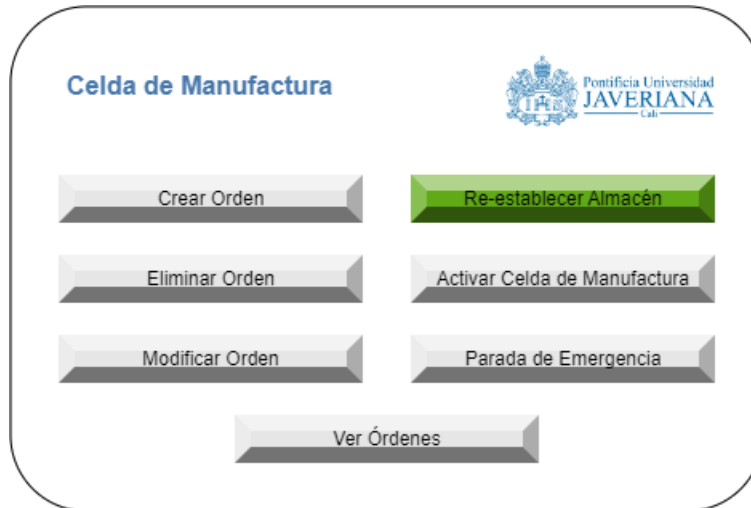 Celda de Manufactura
Pontificia Universidad
JAVERIANA
Cali
Crear Orden
Re-establecer Almacén
Eliminar Orden
Activar Celda de Manufactura
Modificar Orden
Parada de Emergencia
Ver Órdenes